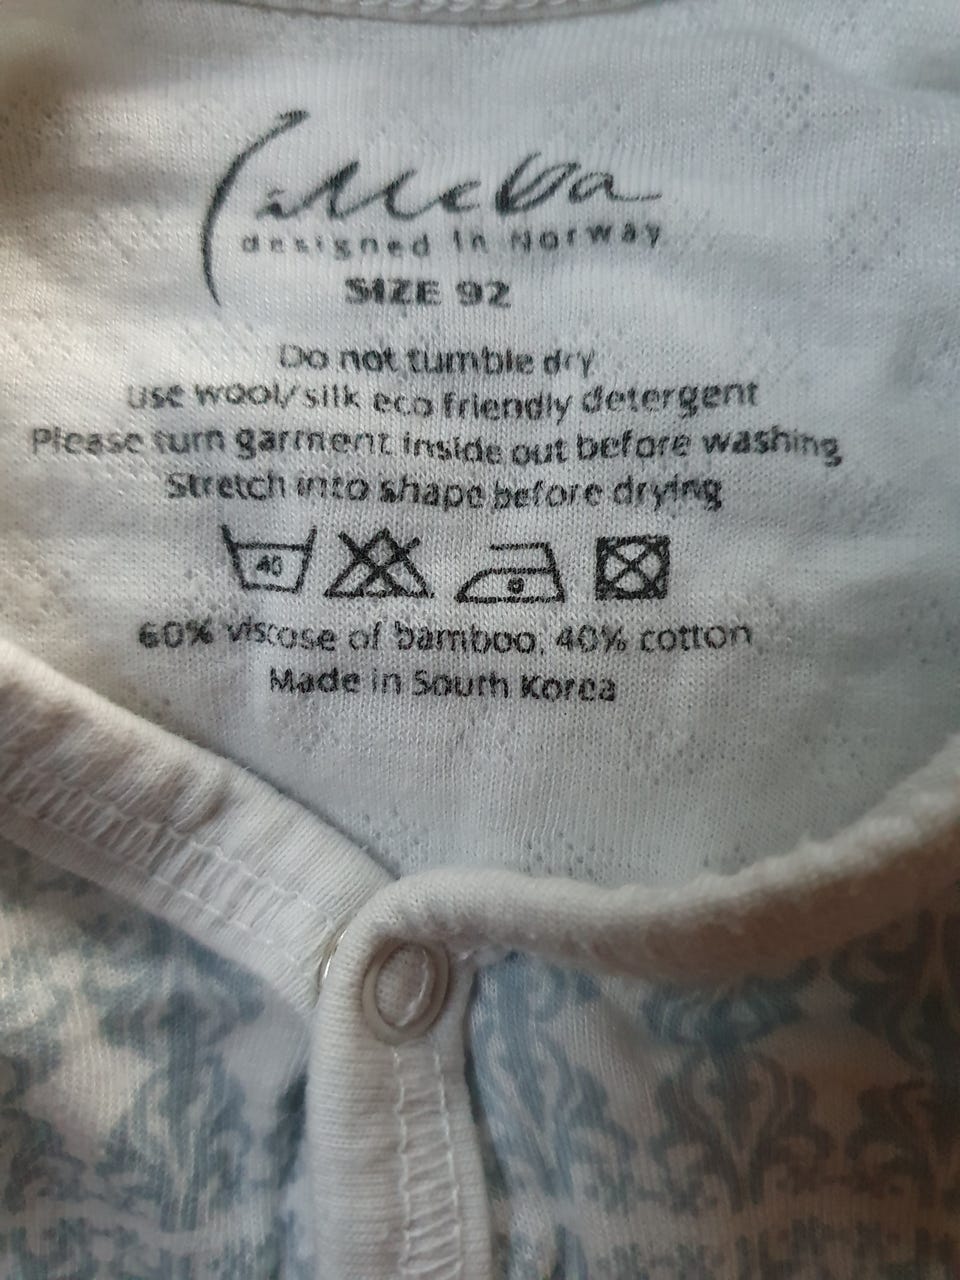 designed in Norway
SIZE 92
Do not tumble dry
use wool/silk eco friendly detergent
Please turn garment inside out before washing
Stretch into shape before drying
40
60% viscose of bamboo, 40% cotton
Made in South Korea